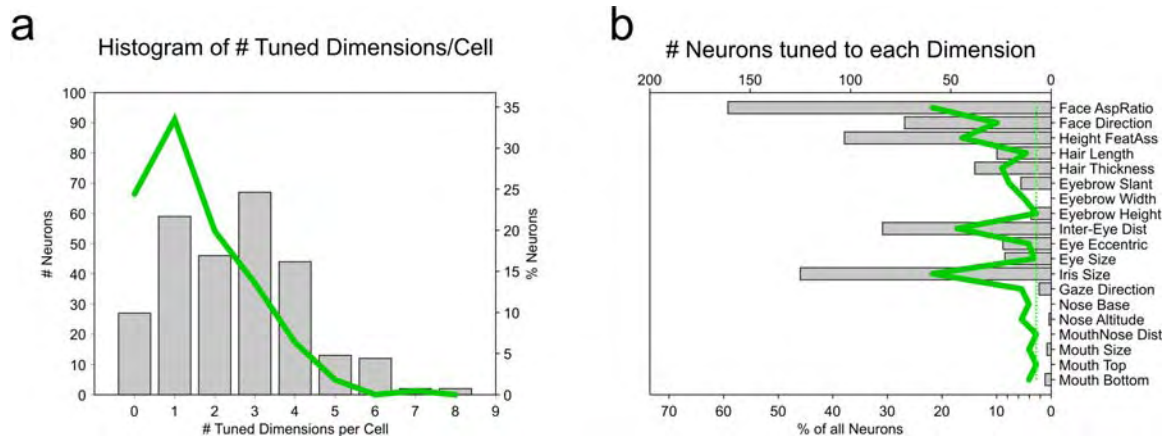 a
Histogram of # Tuned Dimensions/Cell
100
90
80
70
60
50
40
30
20
10
0
# Neurons
35
30
25
20
15
10
5
0
% Neurons
0 1 2 3 4 5 6 7 8 9
# Tuned Dimensions per Cell
b
# Neurons tuned to each Dimension
200 150 100 50 0
Face AspRatio
Face Direction
Height FeatAss
Hair Length
Hair Thickness
Eyebrow Slant
Eyebrow Width
Eyebrow Height
Inter-Eye Dist
Eye Eccentric
Eye Size
Iris Size
Gaze Direction
Nose Base
Nose Altitude
MouthNose Dist
Mouth Size
Mouth Top
Mouth Bottom
70 60 50 40 30 20 10 0
% of all Neurons